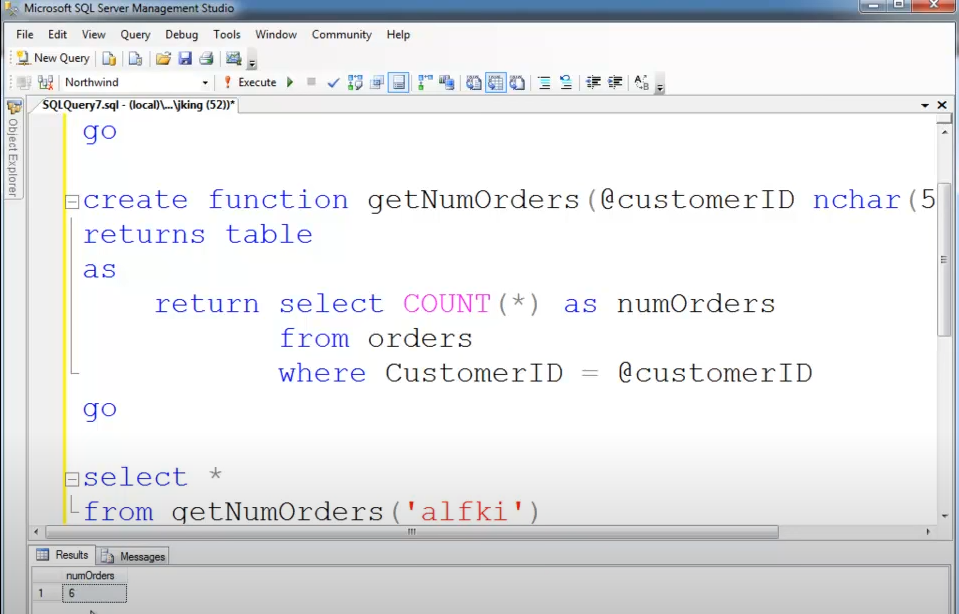 Microsoft SQL Server Management Studio
File Edit View Query Debug Tools Window Community Help
New Query
Northwind Execute
SQLQuery7.sql - (local)\...\jking (52))*
Object Explorer
go
create function getNumOrders(@customerID nchar(5
returns table
as
return select COUNT(*) as numOrders
from orders
where CustomerID = @customerID
go
select *
from getNumOrders('alfki')
Results Messages
numOrders
1 6